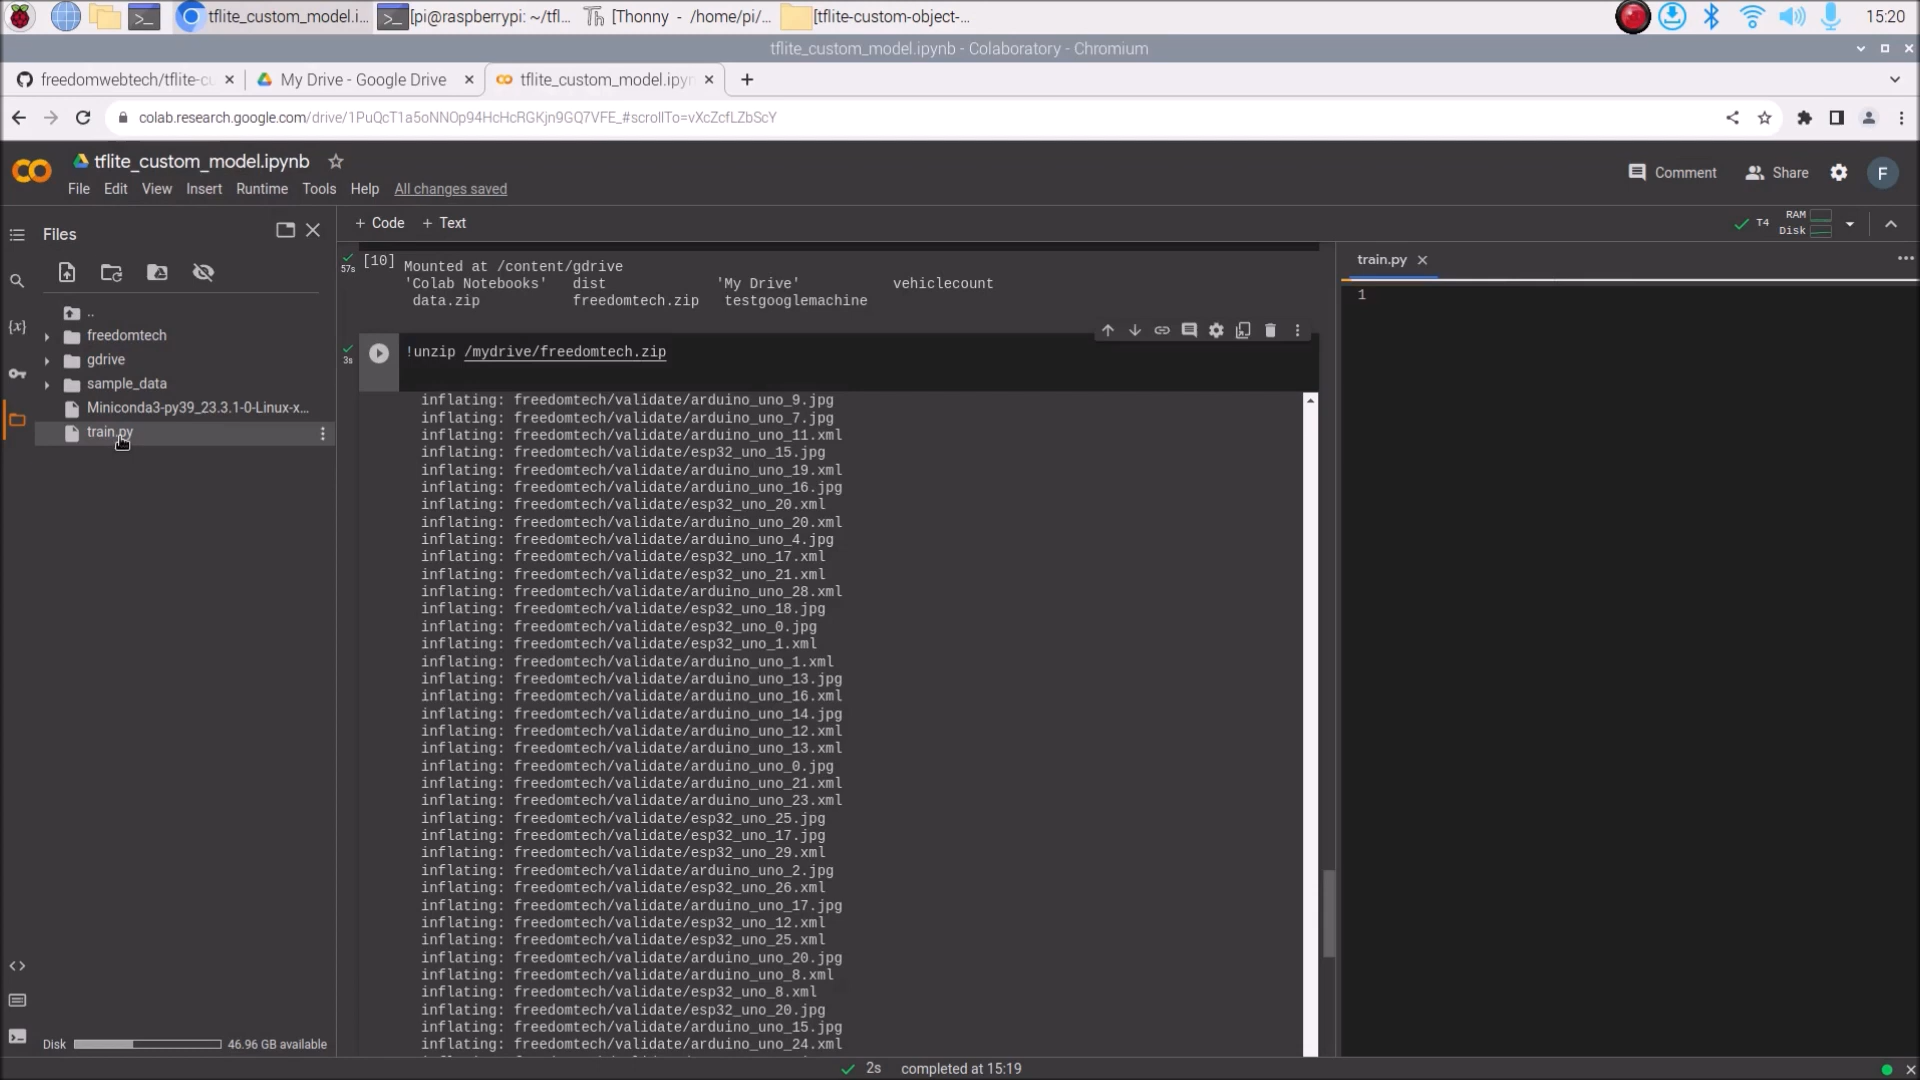 tflite_custom_model.i...
[pi@raspberrypi: ~/tfl...
Th
[Thonny - /home/pi/...
[tflite-custom-object-...
15:20
tflite_custom_model.ipynb - Colaboratory - Chromium
freedomwebtech/tflite-cu
My Drive - Google Drive
tflite_custom_model.ipyn
colab.research.google.com/drive/1PuQcT1a5oNNOp94HcHcRGKjn9GQ7VFE_#scrollTo=vXcZcfLZbScY
tflite_custom_model.ipynb
Comment
Share
F
File Edit View Insert Runtime Tools Help All changes saved
Files
+ Code + Text
T4
RAM
Disk
..
freedomtech
gdrive
sample_data
Miniconda3-py39_23.3.1-0-Linux-x...
train.py
57s
[10]
Mounted at /content/gdrive
'Colab Notebooks' dist 'My Drive' vehiclecount
data.zip freedomtech.zip testgooglemachine
3s
!unzip /mydrive/freedomtech.zip
inflating: freedomtech/validate/arduino_uno_9.jpg
inflating: freedomtech/validate/arduino_uno_7.jpg
inflating: freedomtech/validate/arduino_uno_11.xml
inflating: freedomtech/validate/esp32_uno_15.jpg
inflating: freedomtech/validate/arduino_uno_19.xml
inflating: freedomtech/validate/arduino_uno_16.jpg
inflating: freedomtech/validate/esp32_uno_20.xml
inflating: freedomtech/validate/arduino_uno_20.xml
inflating: freedomtech/validate/arduino_uno_4.jpg
inflating: freedomtech/validate/esp32_uno_17.xml
inflating: freedomtech/validate/esp32_uno_21.xml
inflating: freedomtech/validate/arduino_uno_28.xml
inflating: freedomtech/validate/esp32_uno_18.jpg
inflating: freedomtech/validate/esp32_uno_0.jpg
inflating: freedomtech/validate/esp32_uno_1.xml
inflating: freedomtech/validate/arduino_uno_1.xml
inflating: freedomtech/validate/arduino_uno_13.jpg
inflating: freedomtech/validate/arduino_uno_16.xml
inflating: freedomtech/validate/arduino_uno_14.jpg
inflating: freedomtech/validate/arduino_uno_12.xml
inflating: freedomtech/validate/arduino_uno_13.xml
inflating: freedomtech/validate/arduino_uno_0.jpg
inflating: freedomtech/validate/arduino_uno_21.xml
inflating: freedomtech/validate/arduino_uno_23.xml
inflating: freedomtech/validate/esp32_uno_25.jpg
inflating: freedomtech/validate/esp32_uno_17.jpg
inflating: freedomtech/validate/esp32_uno_29.xml
inflating: freedomtech/validate/arduino_uno_2.jpg
inflating: freedomtech/validate/esp32_uno_26.xml
inflating: freedomtech/validate/arduino_uno_17.jpg
inflating: freedomtech/validate/esp32_uno_12.xml
inflating: freedomtech/validate/esp32_uno_25.xml
inflating: freedomtech/validate/arduino_uno_20.jpg
inflating: freedomtech/validate/arduino_uno_8.xml
inflating: freedomtech/validate/esp32_uno_8.xml
inflating: freedomtech/validate/esp32_uno_20.jpg
inflating: freedomtech/validate/arduino_uno_15.jpg
inflating: freedomtech/validate/arduino_uno_24.xml
train.py
1
Disk
46.96 GB available
2s completed at 15:19